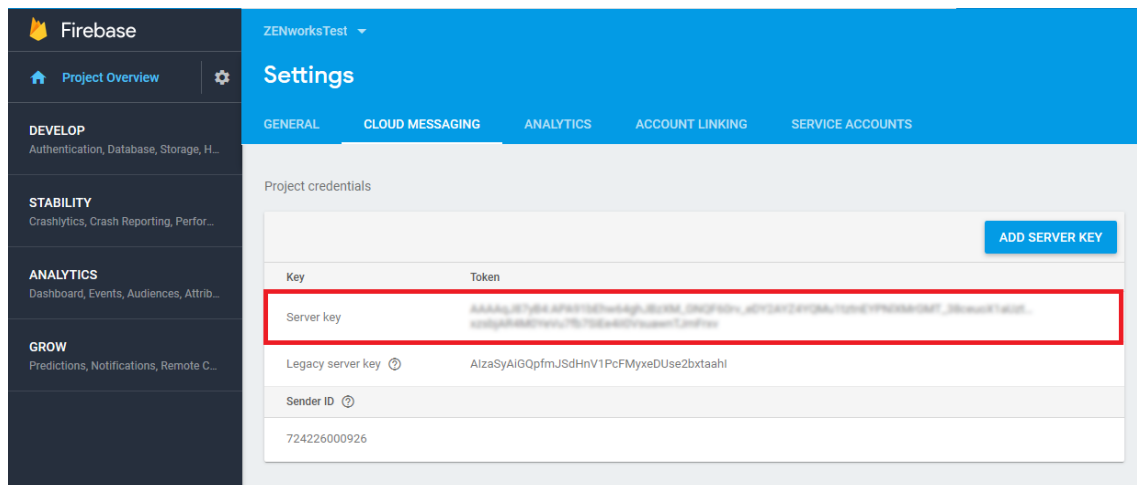 Firebase
ZENworksTest
Project Overview
Settings
GENERAL CLOUD MESSAGING ANALYTICS ACCOUNT LINKING SERVICE ACCOUNTS
DEVELOP
Authentication, Database, Storage, H...
STABILITY
Crashlytics, Crash Reporting, Perfor...
ANALYTICS
Dashboard, Events, Audiences, Attrib...
GROW
Predictions, Notifications, Remote C...
Project credentials
ADD SERVER KEY
Key Token
Server key
Legacy server key AIzaSyAiGQpfmJSdHnV1PcFMyxeDUse2bxtaahI
Sender ID
724226000926